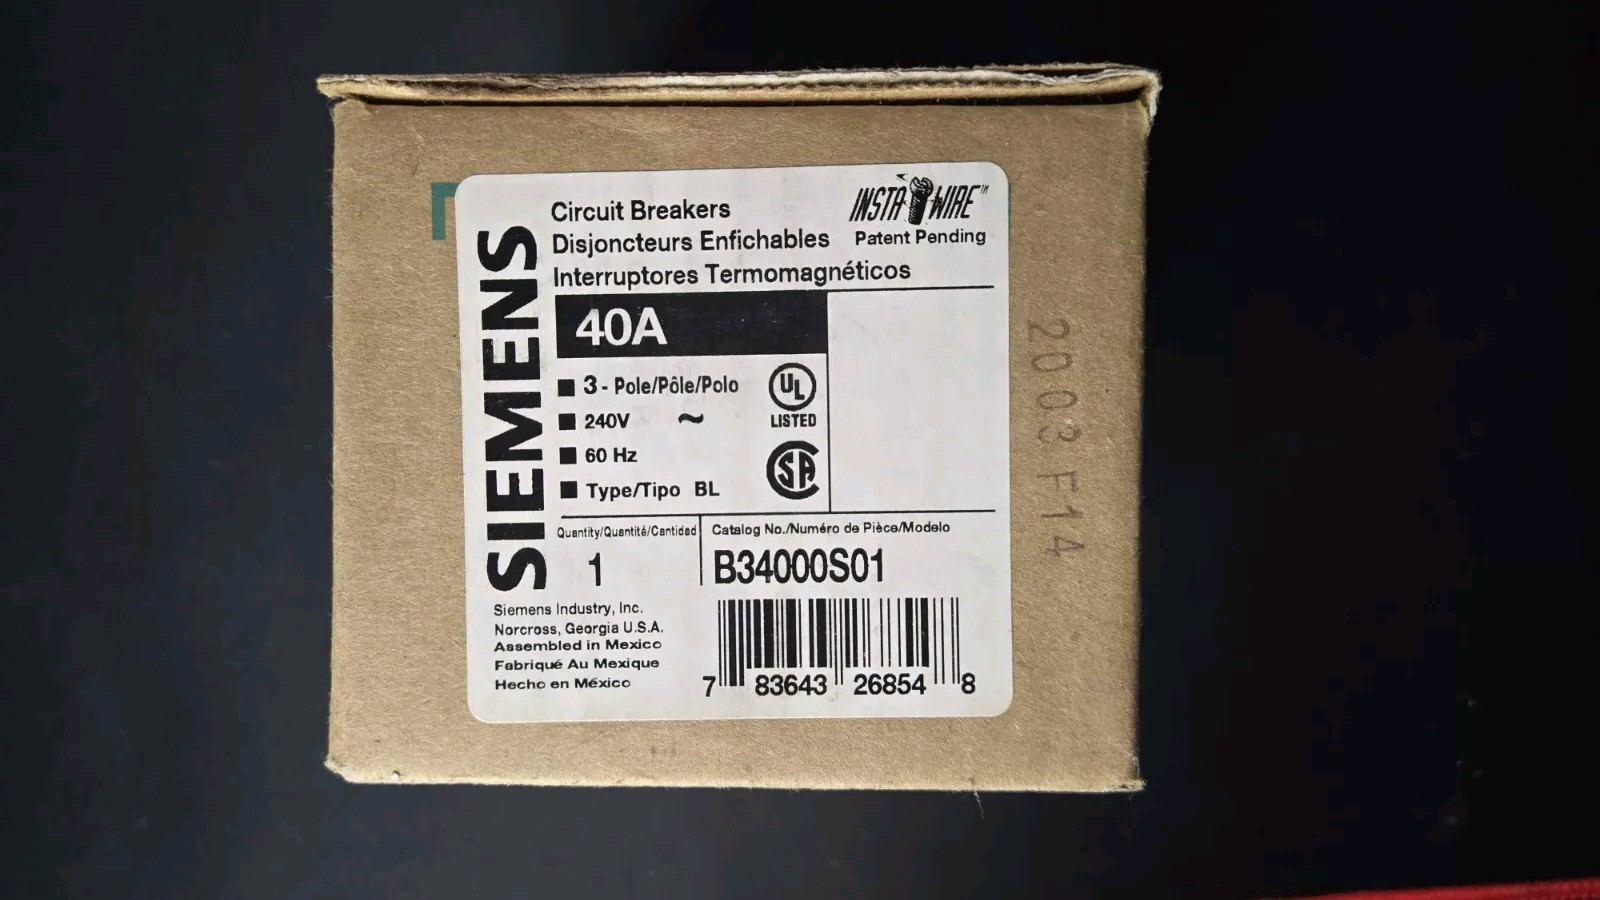 SIEMENS
Circuit Breakers
Disjoncteurs Enfichables
Interruptores Termomagnéticos
INSTA WIRE™
Patent Pending
40A
3 - Pole/Pôle/Polo
240V ~
60 Hz
Type/Tipo BL
UL
LISTED
SA
Quantity/Quantité/Cantidad
1
Catalog No./Numéro de Pièce/Modelo
B34000S01
Siemens Industry, Inc.
Norcross, Georgia U.S.A.
Assembled in Mexico
Fabriqué Au Mexique
Hecho en México
7 83643 26854 8
2003 F14